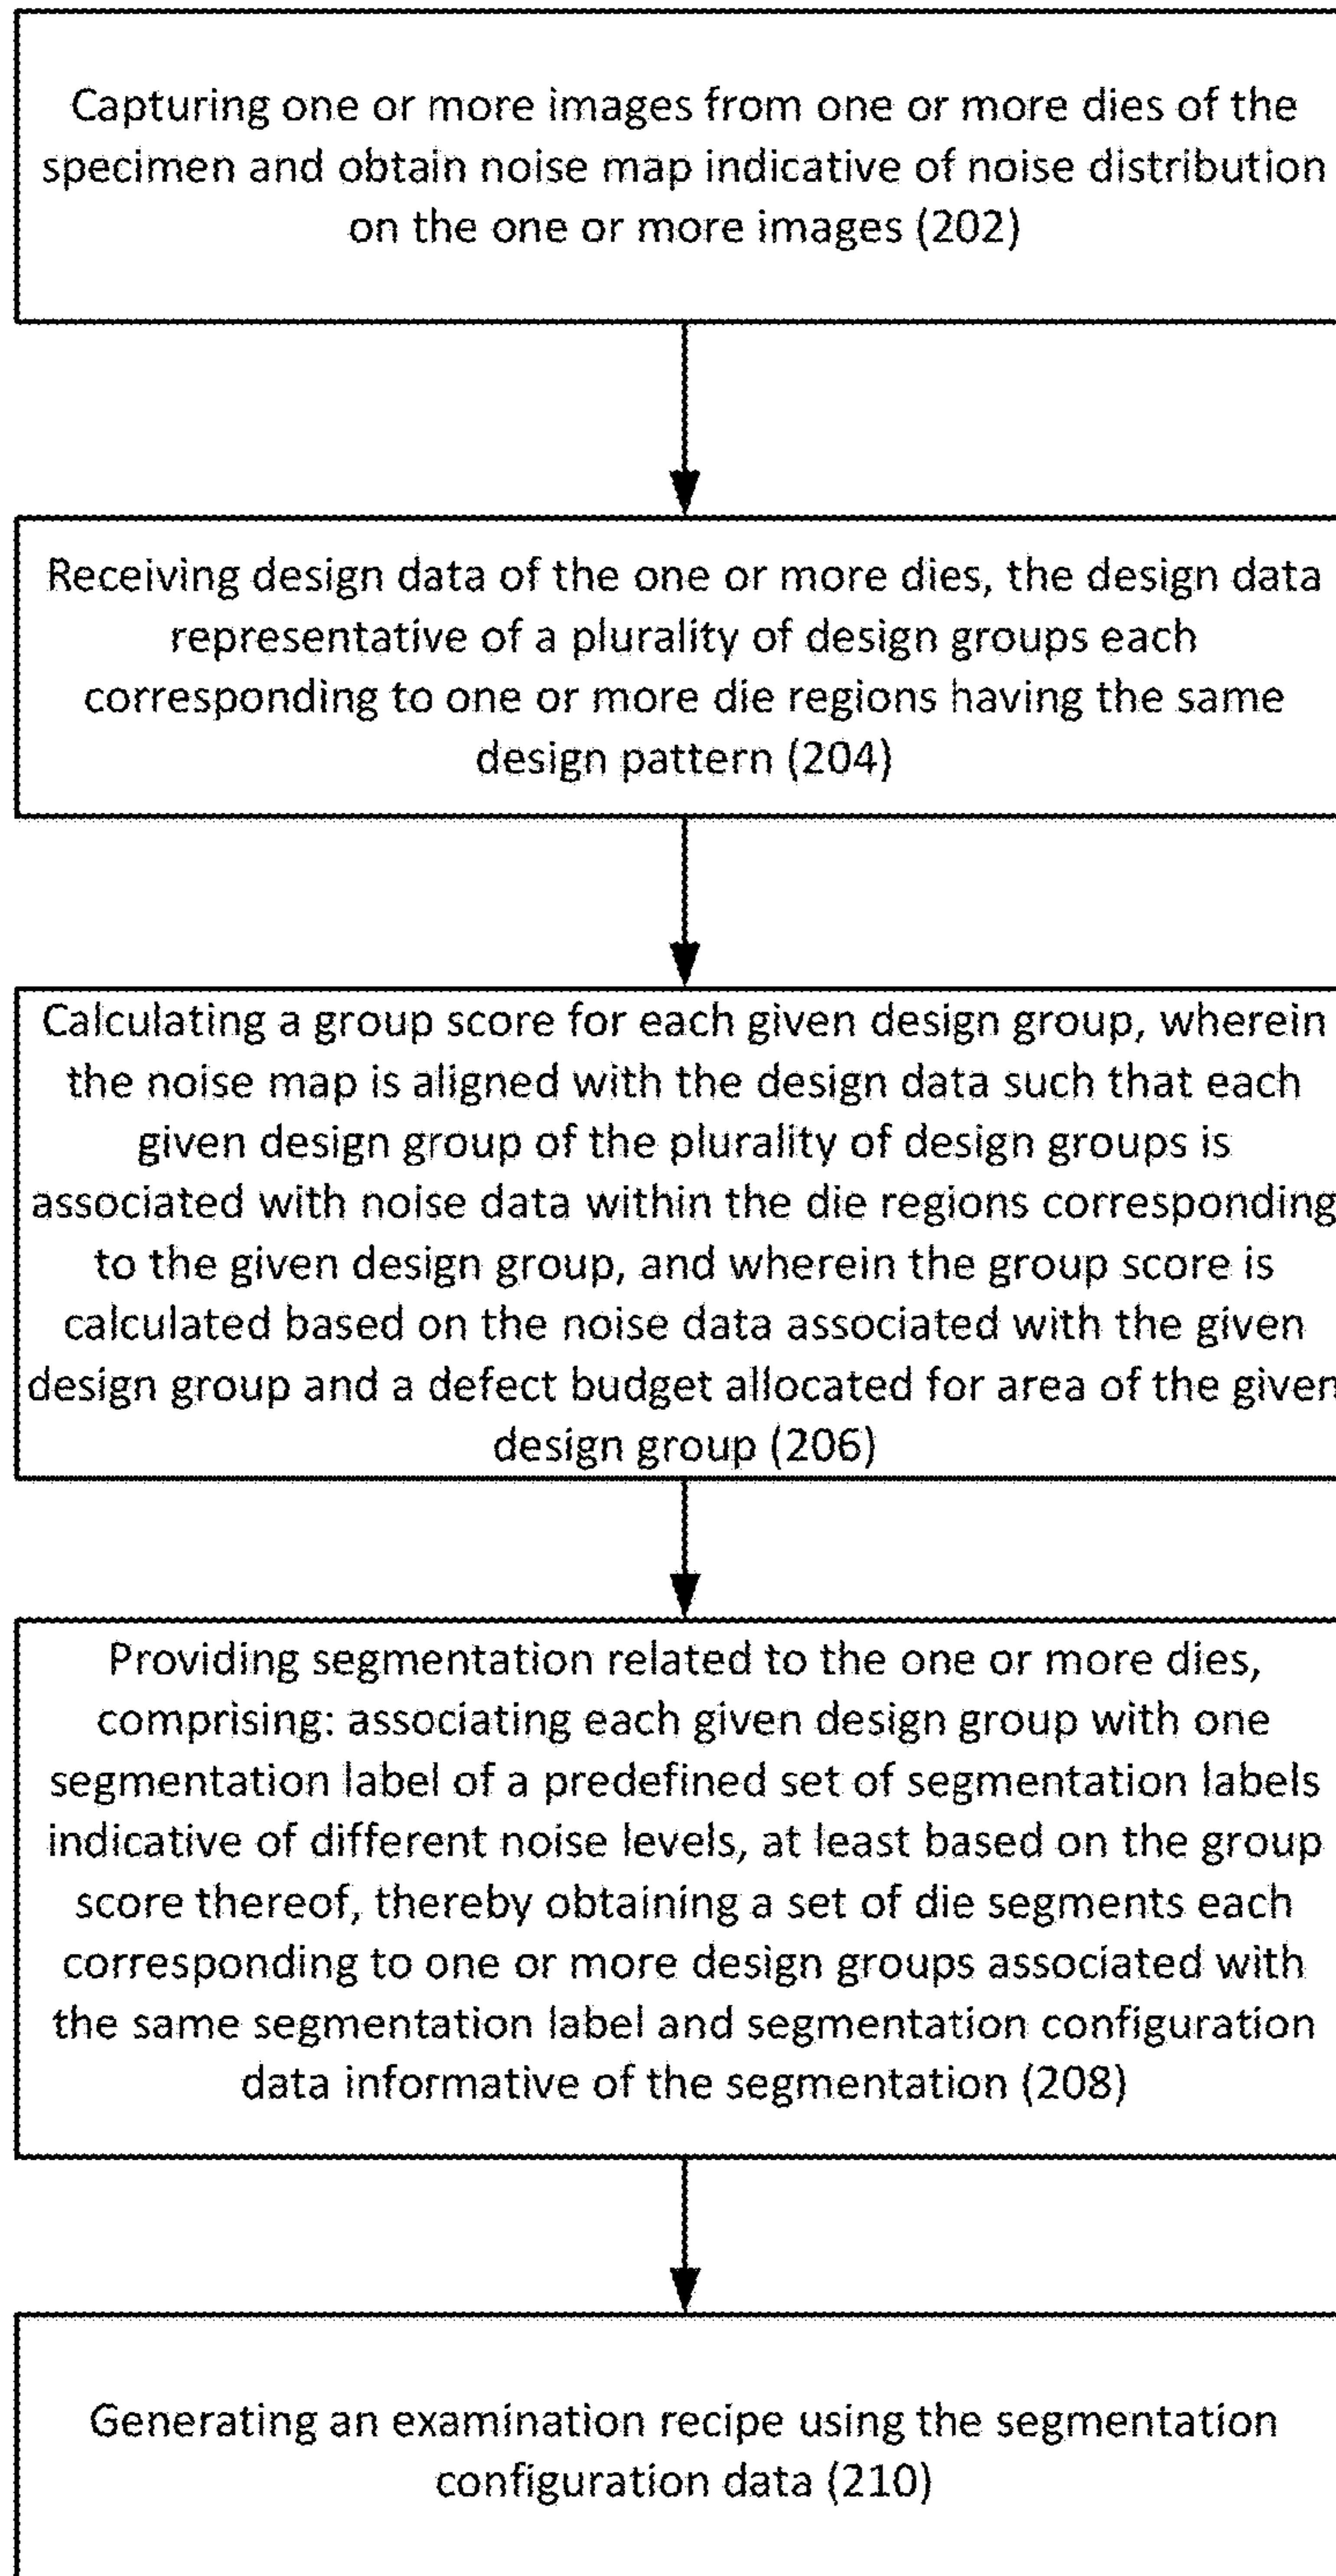 Capturing one or more images from one or more dies of the
specimen and obtain noise map indicative of noise distribution
on the one or more images (202)
Receiving design data of the one or more dies, the design data
representative of a plurality of design groups each
corresponding to one or more die regions having the same
design pattern (204)
Calculating a group score for each given design group, wherein
the noise map is aligned with the design data such that each
given design group of the plurality of design groups is
associated with noise data within the die regions corresponding
to the given design group, and wherein the group score is
calculated based on the noise data associated with the given
design group and a defect budget allocated for area of the given
design group (206)
Providing segmentation related to the one or more dies,
comprising: associating each given design group with one
segmentation label of a predefined set of segmentation labels
indicative of different noise levels, at least based on the group
score thereof, thereby obtaining a set of die segments each
corresponding to one or more design groups associated with
the same segmentation label and segmentation configuration
data informative of the segmentation (208)
Generating an examination recipe using the segmentation
configuration data (210)